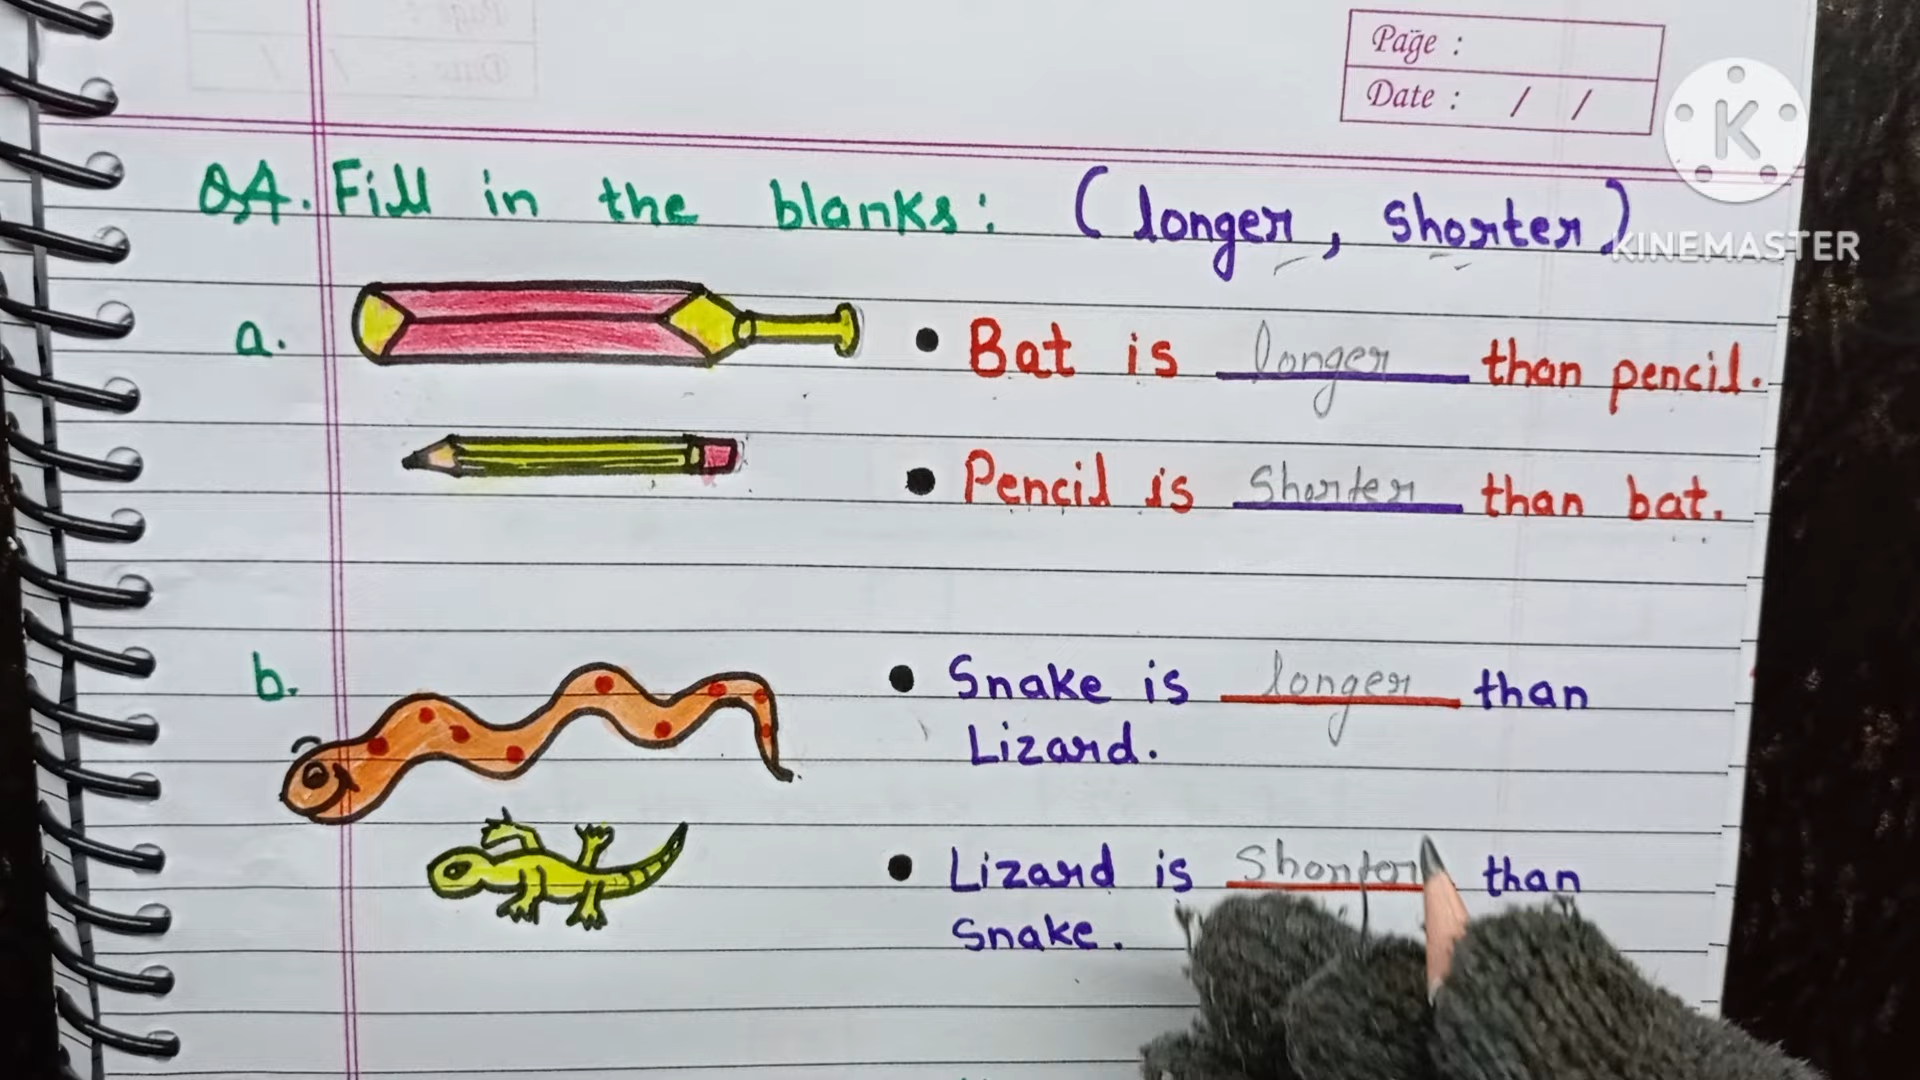 Page :
Date : / /
K
KINEMASTER
Q4. Fill in the blanks: (longer, shorter)
a. • Bat is longer than pencil.
• Pencil is shorter than bat.
b. • Snake is longer than
Lizard.
• Lizard is shorter than
Snake.